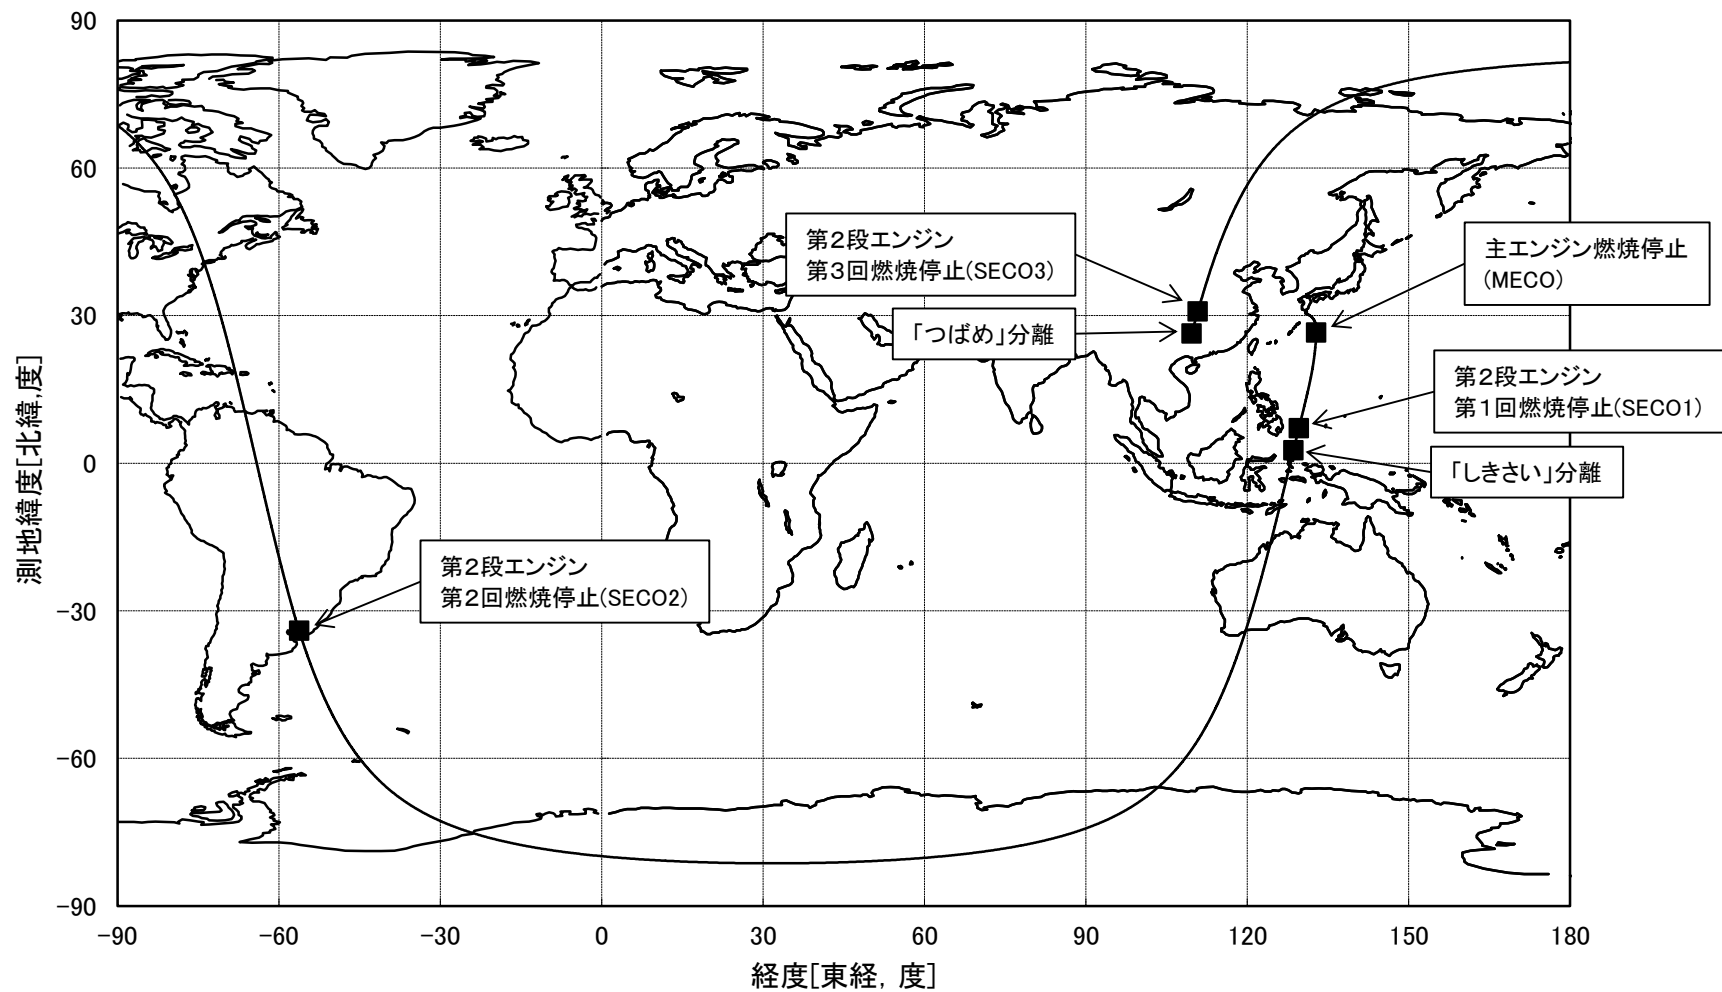 90
60
30
0
−30
−60
−90
測地緯度[北緯,度]
第2段エンジン
第3回燃焼停止(SECO3)
「つばめ」分離
主エンジン燃焼停止
(MECO)
第2段エンジン
第1回燃焼停止(SECO1)
「しきさい」分離
第2段エンジン
第2回燃焼停止(SECO2)
−90 −60 −30 0 30 60 90 120 150 180
経度[東経, 度]